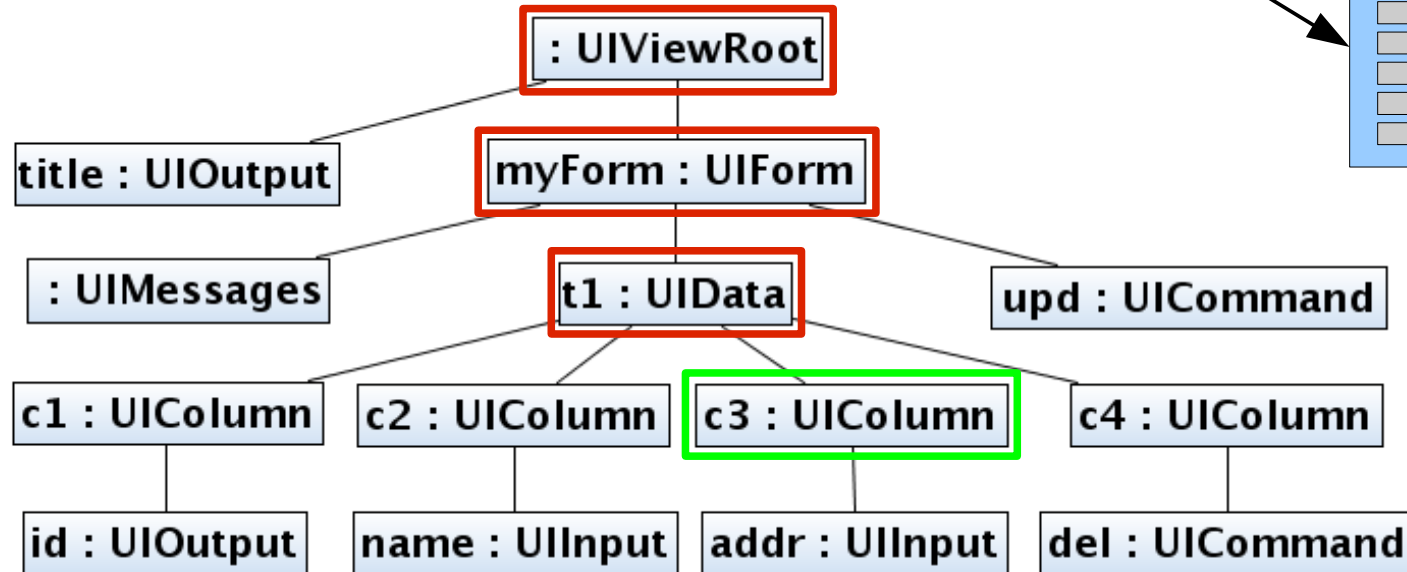 : UIViewRoot
title : UIOutput
myForm : UIForm
: UIMessages
t1 : UIData
upd : UICommand
c1 : UIColumn
c2 : UIColumn
c3 : UIColumn
c4 : UIColumn
id : UIOutput
name : UIInput
addr : UIInput
del : UICommand